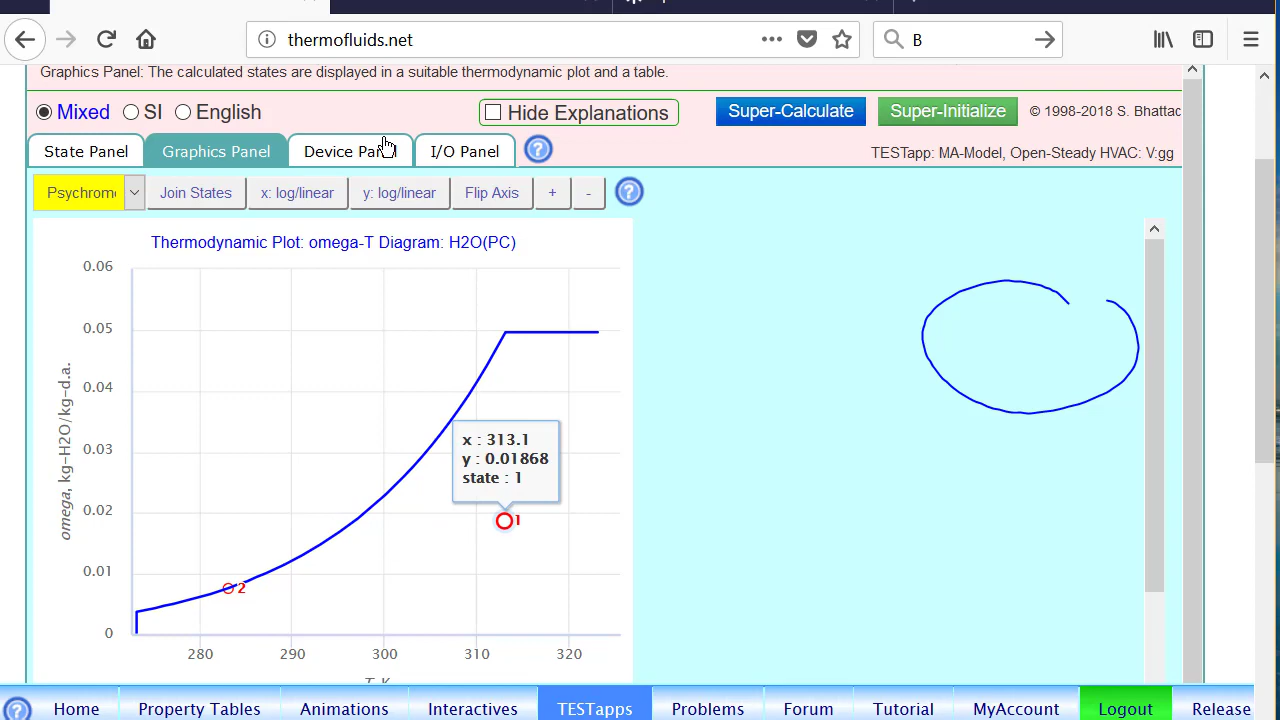 thermofluids.net
B
Graphics Panel: The calculated states are displayed in a suitable thermodynamic plot and a table.
Mixed SI English Hide Explanations Super-Calculate Super-Initialize © 1998-2018 S. Bhattac
State Panel Graphics Panel Device Panel I/O Panel ? TESTapp: MA-Model, Open-Steady HVAC: V:gg
Psychrome Join States x: log/linear y: log/linear Flip Axis + - ?
Thermodynamic Plot: omega-T Diagram: H2O(PC)
0.06
0.05
0.04
0.03
0.02
0.01
0
omega, kg-H2O/kg-d.a.
x : 313.1
y : 0.01868
state : 1
1
2
280 290 300 310 320
T, K
? Home Property Tables Animations Interactives TESTapps Problems Forum Tutorial MyAccount Logout Release